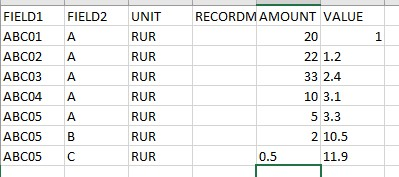 FIELD1 FIELD2 UNIT RECORDM AMOUNT VALUE
ABC01 A RUR 20 1
ABC02 A RUR 22 1.2
ABC03 A RUR 33 2.4
ABC04 A RUR 10 3.1
ABC05 A RUR 5 3.3
ABC05 B RUR 2 10.5
ABC05 C RUR 0.5 11.9